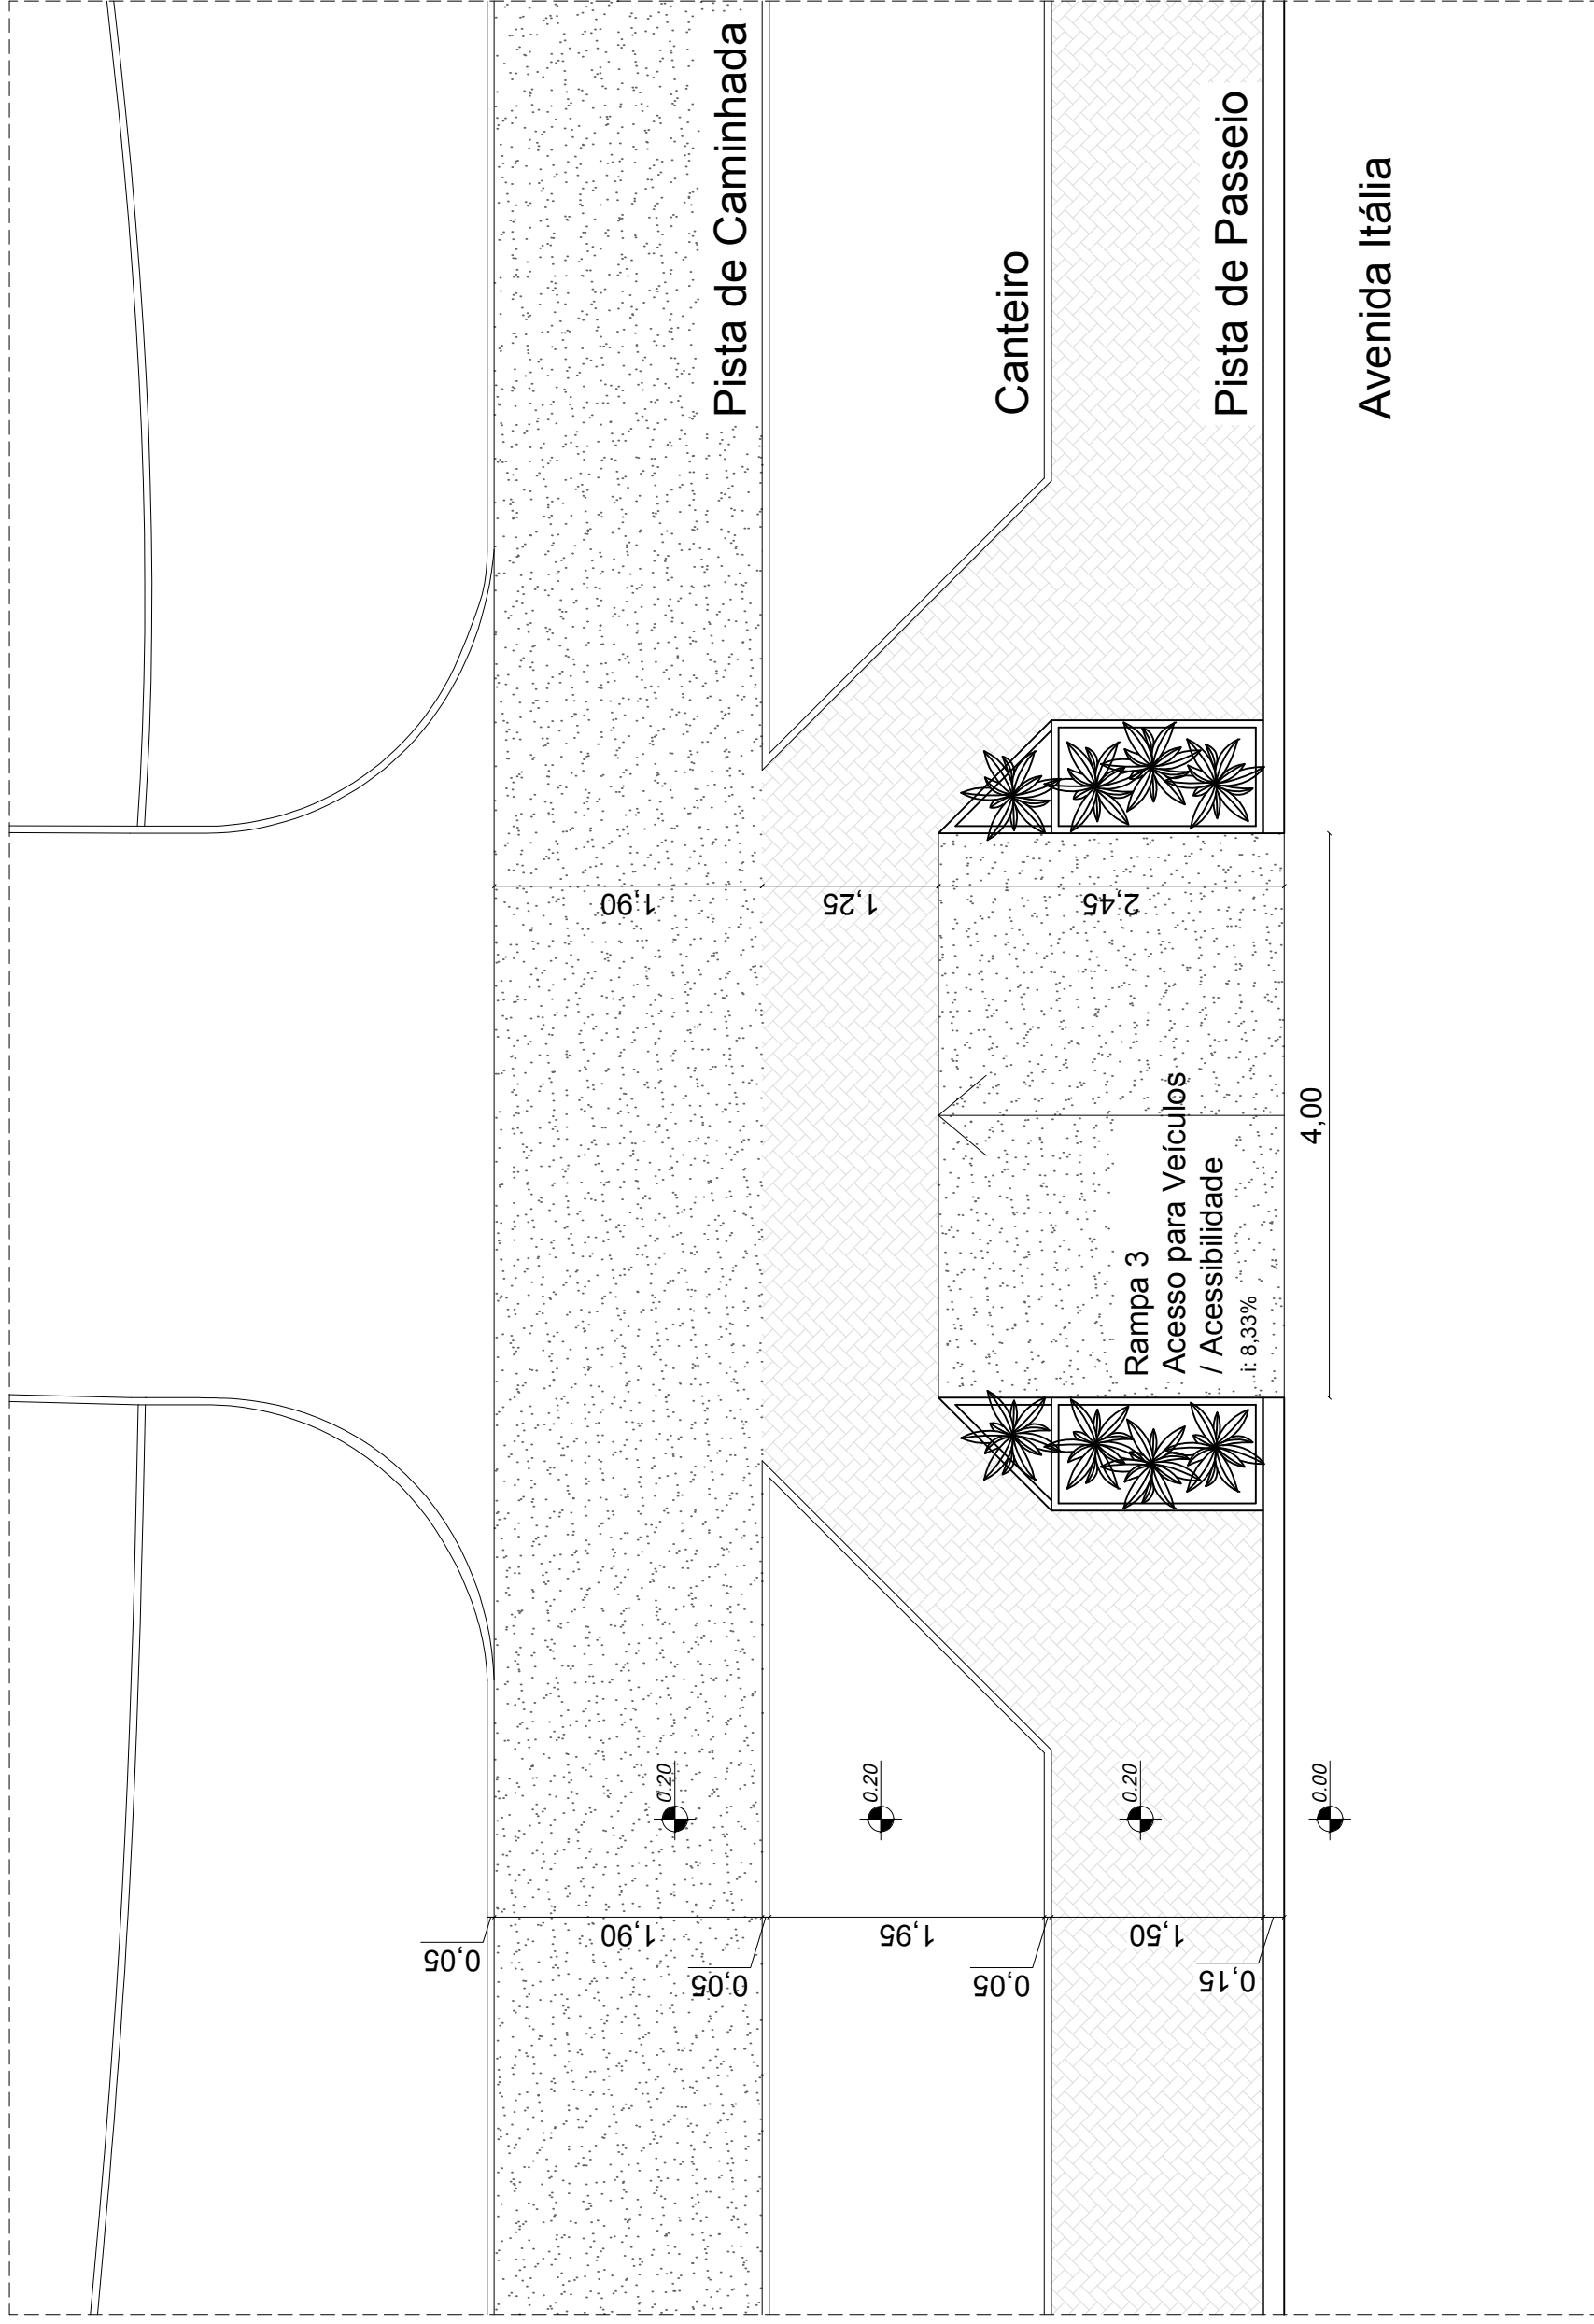 Pista de Caminhada
Canteiro
Pista de Passeio
Avenida Itália
1,90
1,25
2,45
4,00
Rampa 3
Acesso para Veículos
/ Acessibilidade
i: 8,33%
0.20
0.20
0.20
0.00
0,05
1,90
0,05
1,95
0,05
1,50
0,15